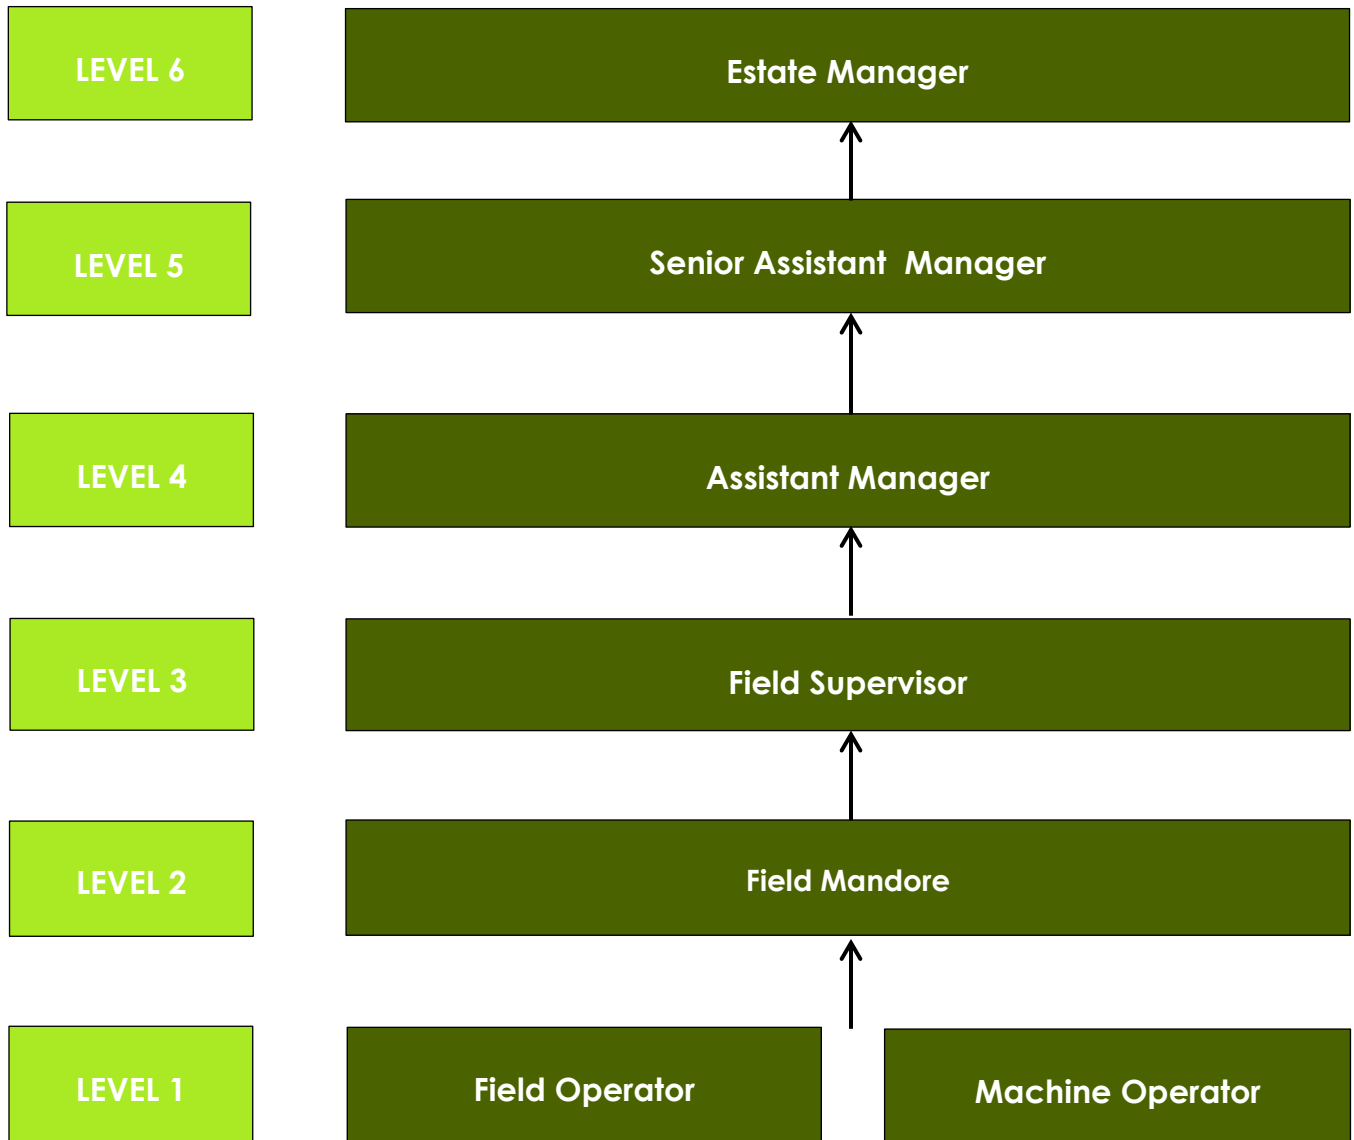 LEVEL 6
Estate Manager
LEVEL 5
Senior Assistant  Manager
LEVEL 4
Assistant Manager
LEVEL 3
Field Supervisor
LEVEL 2
Field Mandore
LEVEL 1
Field Operator
Machine Operator